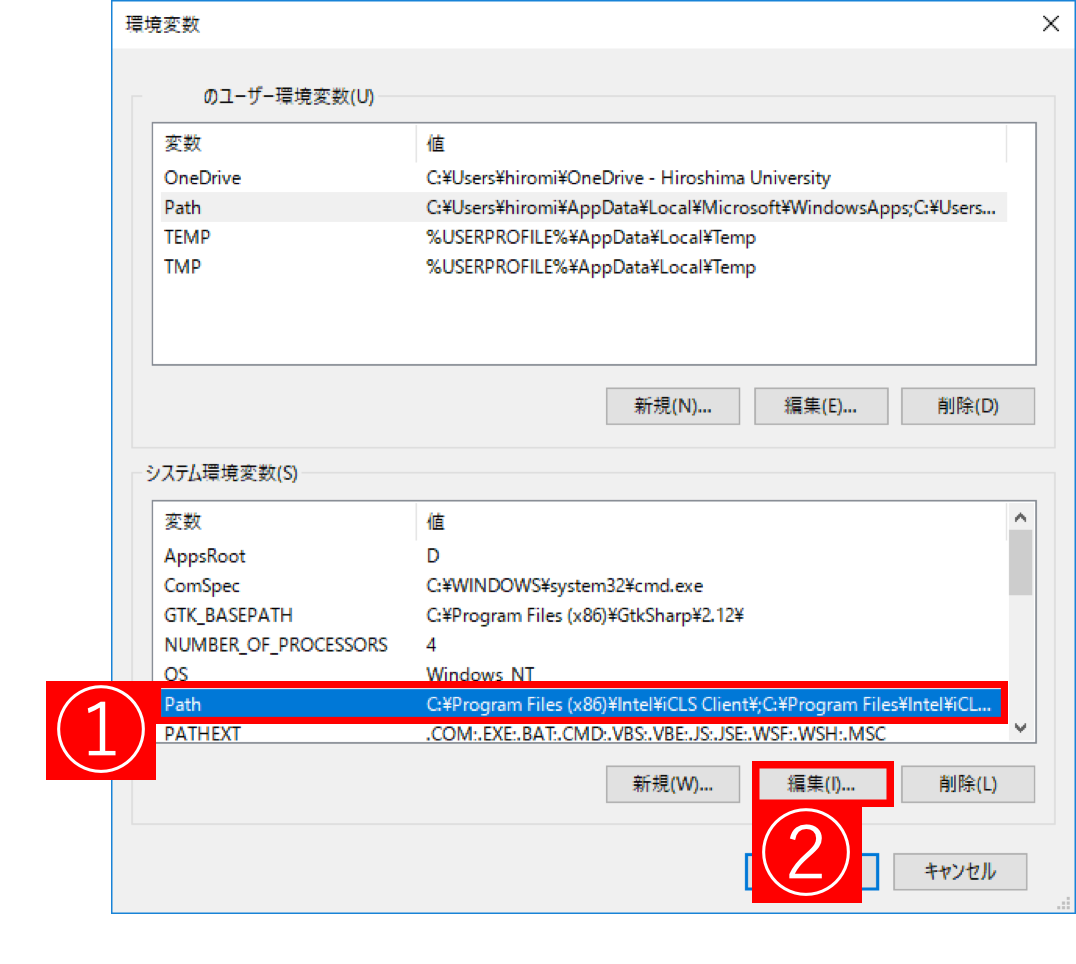 環境変数
のユーザー環境変数(U)
変数 値
OneDrive C:¥Users¥hiromi¥OneDrive - Hiroshima University
Path C:¥Users¥hiromi¥AppData¥Local¥Microsoft¥WindowsApps;C:¥Users...
TEMP %USERPROFILE%¥AppData¥Local¥Temp
TMP %USERPROFILE%¥AppData¥Local¥Temp
新規(N)... 編集(E)... 削除(D)
システム環境変数(S)
変数 値
AppsRoot D
ComSpec C:¥WINDOWS¥system32¥cmd.exe
GTK_BASEPATH C:¥Program Files (x86)¥GtkSharp¥2.12¥
NUMBER_OF_PROCESSORS 4
OS Windows_NT
① Path C:¥Program Files (x86)¥Intel¥iCLS Client¥;C:¥Program Files¥Intel¥iCL...
PATHEXT .COM;.EXE;.BAT;.CMD;.VBS;.VBE;.JS;.JSE;.WSF;.WSH;.MSC
新規(W)... 編集(I)... 削除(L)
② キャンセル